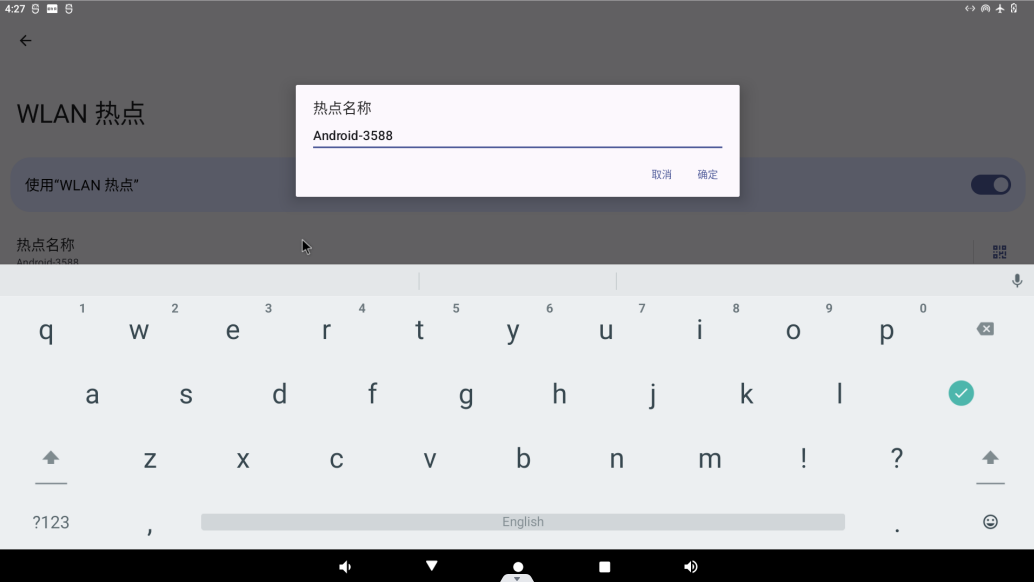 4:27
WLAN 热点
热点名称
Android-3588
取消 确定
使用“WLAN 热点”
热点名称
Android-3588
1 2 3 4 5 6 7 8 9 0
q w e r t y u i o p
a s d f g h j k l
z x c v b n m ! ?
?123 , English .